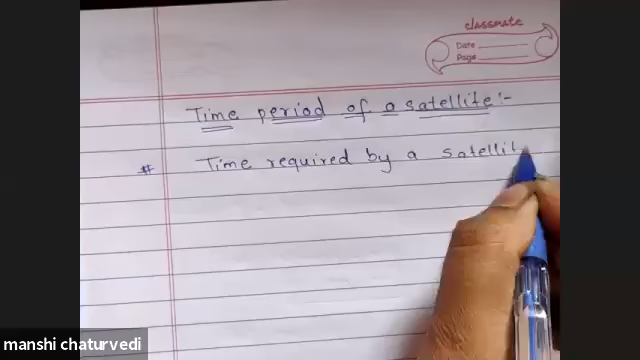 classmate
Date
Page
Time period of a satellite :-
# Time required by a satellit
manshi chaturvedi